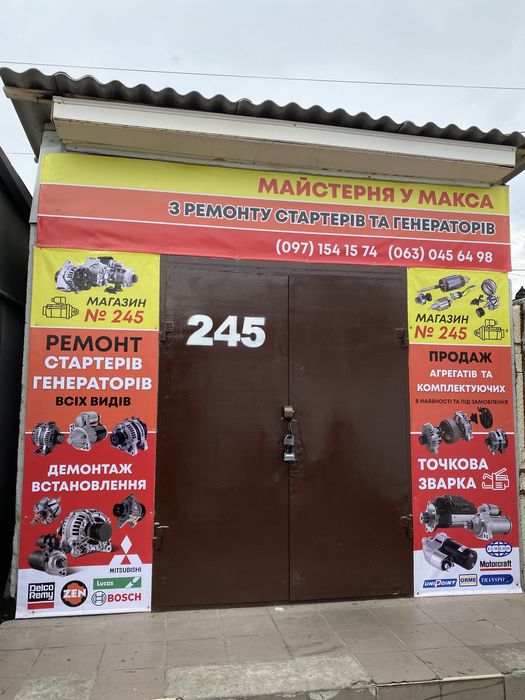 МАЙСТЕРНЯ У МАКСА
З РЕМОНТУ СТАРТЕРІВ ТА ГЕНЕРАТОРІВ
(097) 154 15 74 (063) 045 64 98
МАГАЗИН
№ 245
РЕМОНТ
СТАРТЕРІВ
ГЕНЕРАТОРІВ
ВСІХ ВИДІВ
ДЕМОНТАЖ
ВСТАНОВЛЕННЯ
MITSUBISHI
Delco
Remy
ZEN
Lucas
BOSCH
245
МАГАЗИН
№ 245
ПРОДАЖ
АГРЕГАТІВ ТА
КОМПЛЕКТУЮЧИХ
В НАЯВНОСТІ ТА ПІД ЗАМОВЛЕННЯ
ТОЧКОВА
ЗВАРКА
Motorcraft
UNIPOINT
DRME
TRANSPO